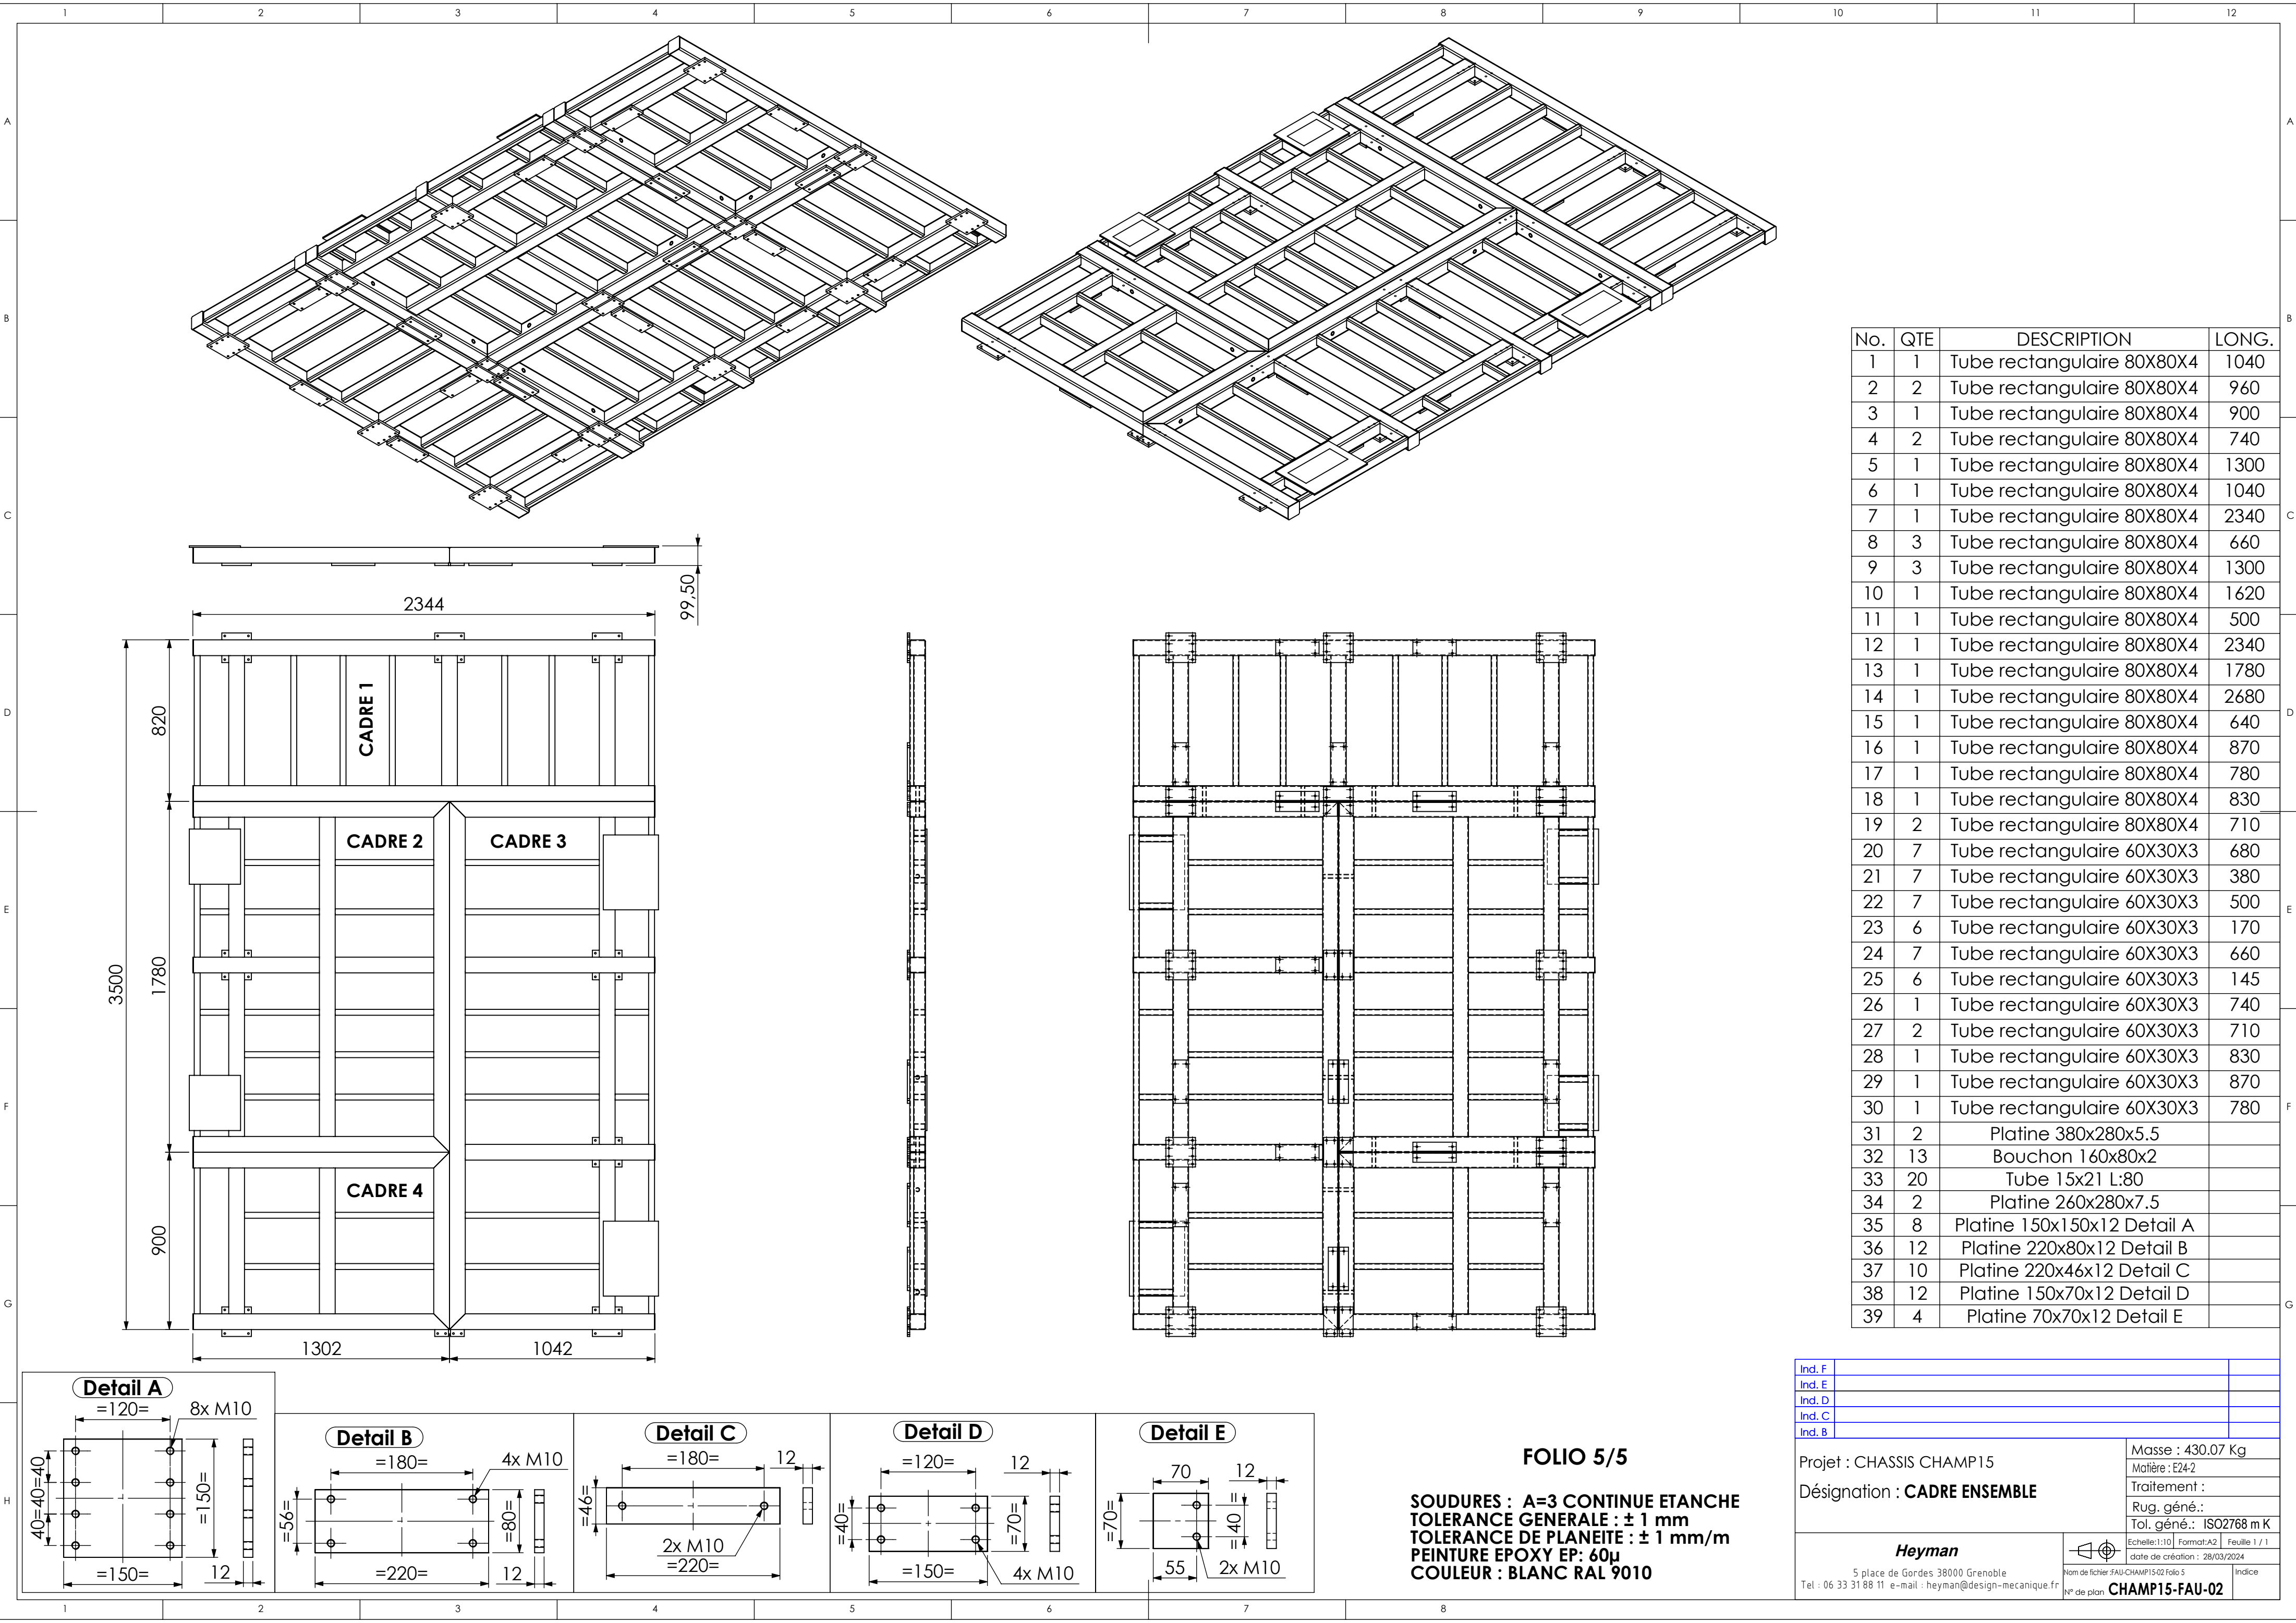 1 2 3 4 5 6 7 8 9 10 11 12
A A
B B
C C
D D
E E
F F
G G
H
99,50
2344
3500
820
1780
900
1302
1042
CADRE 1
CADRE 2
CADRE 3
CADRE 4
No. QTE DESCRIPTION LONG.
1 1 Tube rectangulaire 80X80X4 1040
2 2 Tube rectangulaire 80X80X4 960
3 1 Tube rectangulaire 80X80X4 900
4 2 Tube rectangulaire 80X80X4 740
5 1 Tube rectangulaire 80X80X4 1300
6 1 Tube rectangulaire 80X80X4 1040
7 1 Tube rectangulaire 80X80X4 2340
8 3 Tube rectangulaire 80X80X4 660
9 3 Tube rectangulaire 80X80X4 1300
10 1 Tube rectangulaire 80X80X4 1620
11 1 Tube rectangulaire 80X80X4 500
12 1 Tube rectangulaire 80X80X4 2340
13 1 Tube rectangulaire 80X80X4 1780
14 1 Tube rectangulaire 80X80X4 2680
15 1 Tube rectangulaire 80X80X4 640
16 1 Tube rectangulaire 80X80X4 870
17 1 Tube rectangulaire 80X80X4 780
18 1 Tube rectangulaire 80X80X4 830
19 2 Tube rectangulaire 80X80X4 710
20 7 Tube rectangulaire 60X30X3 680
21 7 Tube rectangulaire 60X30X3 380
22 7 Tube rectangulaire 60X30X3 500
23 6 Tube rectangulaire 60X30X3 170
24 7 Tube rectangulaire 60X30X3 660
25 6 Tube rectangulaire 60X30X3 145
26 1 Tube rectangulaire 60X30X3 740
27 2 Tube rectangulaire 60X30X3 710
28 1 Tube rectangulaire 60X30X3 830
29 1 Tube rectangulaire 60X30X3 870
30 1 Tube rectangulaire 60X30X3 780
31 2 Platine 380x280x5.5
32 13 Bouchon 160x80x2
33 20 Tube 15x21 L:80
34 2 Platine 260x280x7.5
35 8 Platine 150x150x12 Detail A
36 12 Platine 220x80x12 Detail B
37 10 Platine 220x46x12 Detail C
38 12 Platine 150x70x12 Detail D
39 4 Platine 70x70x12 Detail E
Detail A
=120=
8x M10
40=40=40
=150=
=150=
12
Detail B
=180=
4x M10
=56=
=80=
=220=
12
Detail C
=180=
12
=46=
2x M10
=220=
Detail D
=120=
12
=40=
=70=
=150=
4x M10
Detail E
70
12
=70=
=40=
55
2x M10
FOLIO 5/5
SOUDURES : A=3 CONTINUE ETANCHE
TOLERANCE GENERALE : ± 1 mm
TOLERANCE DE PLANEITE : ± 1 mm/m
PEINTURE EPOXY EP: 60µ
COULEUR : BLANC RAL 9010
Ind. F
Ind. E
Ind. D
Ind. C
Ind. B
Projet : CHASSIS CHAMP15
Désignation : CADRE ENSEMBLE
Masse : 430.07 Kg
Matière : E24-2
Traitement :
Rug. géné.:
Tol. géné.: ISO2768 m K
Heyman
5 place de Gordes 38000 Grenoble
Tel : 06 33 31 88 11 e-mail : heyman@design-mecanique.fr
Echelle:1:10 Format:A2 Feuille 1 / 1
date de création : 28/03/2024
Nom de fichier :FAU-CHAMP15-02 Folio 5
Indice
N° de plan CHAMP15-FAU-02
H
1 2 3 4 5 6 7 8